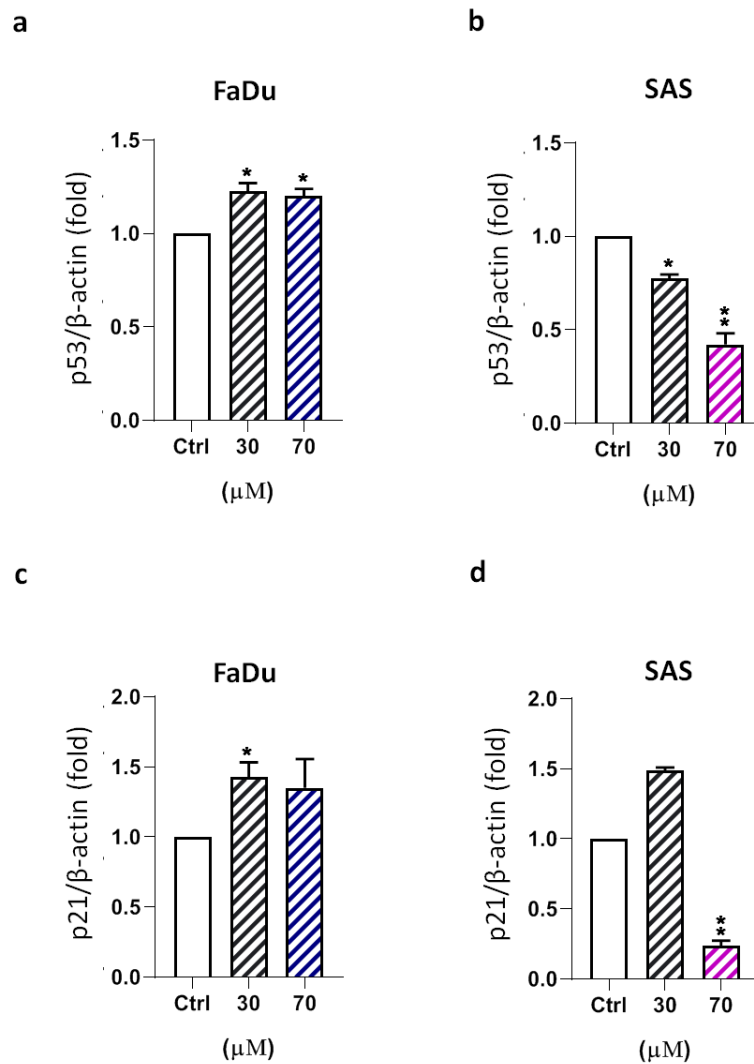 a
FaDu
p53/β-actin (fold)
1.5
1.0
0.5
0.0
*
*
Ctrl 30 70
(μM)
b
SAS
p53/β-actin (fold)
1.5
1.0
0.5
0.0
*
**
Ctrl 30 70
(μM)
c
FaDu
p21/β-actin (fold)
2.0
1.5
1.0
0.5
0.0
*
Ctrl 30 70
(μM)
d
SAS
p21/β-actin (fold)
2.0
1.5
1.0
0.5
0.0
**
Ctrl 30 70
(μM)